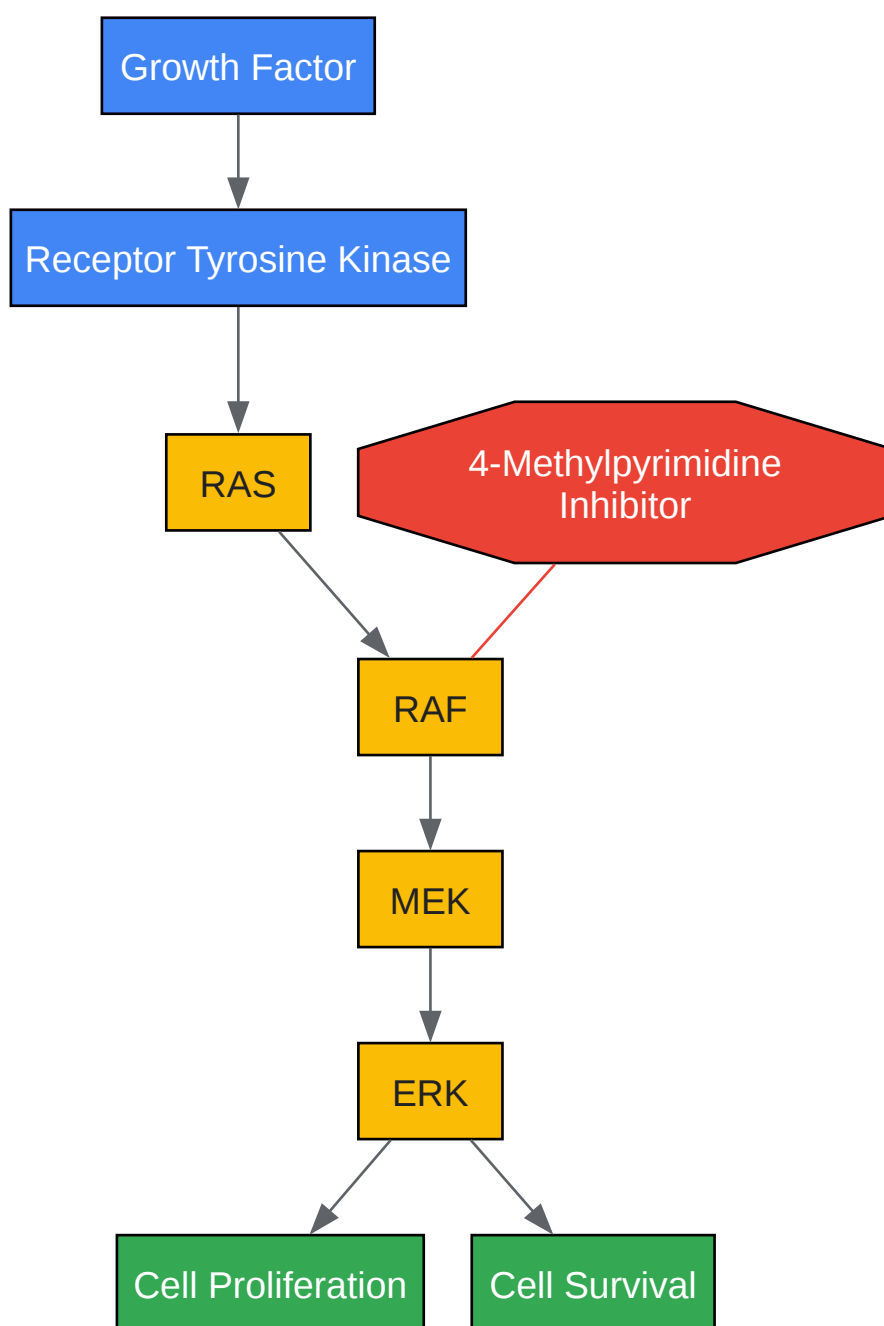 Growth Factor
Receptor Tyrosine Kinase
RAS
4-Methylpyrimidine
Inhibitor
RAF
MEK
ERK
Cell Proliferation
Cell Survival